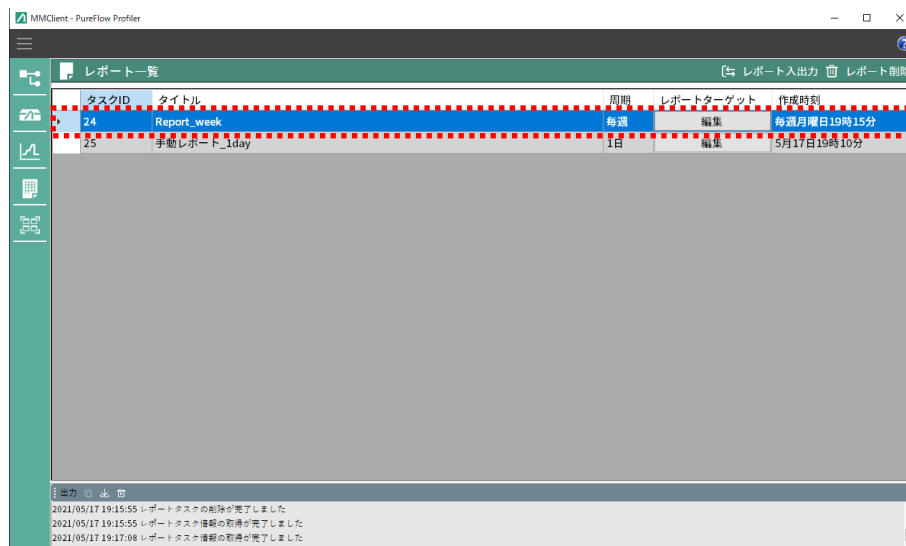 MMClient - PureFlow Profiler
レポート一覧 レポート入出力 レポート削除
タスクID タイトル 周期 レポートターゲット 作成時刻
24 Report_week 毎週 編集 毎週月曜日19時15分
25 手動レポート_1day 1日 編集 5月17日19時10分
出力
2021/05/17 19:15:55 レポートタスクの削除が完了しました
2021/05/17 19:15:55 レポートタスク情報の取得が完了しました
2021/05/17 19:17:08 レポートタスク情報の取得が完了しました